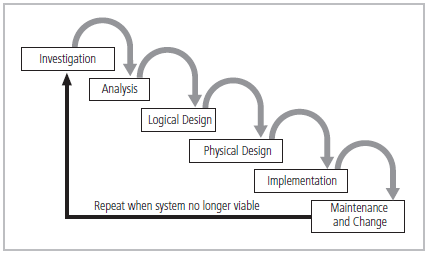 Investigation
Analysis
Logical Design
Physical Design
Implementation
Repeat when system no longer viable
Maintenance
and Change